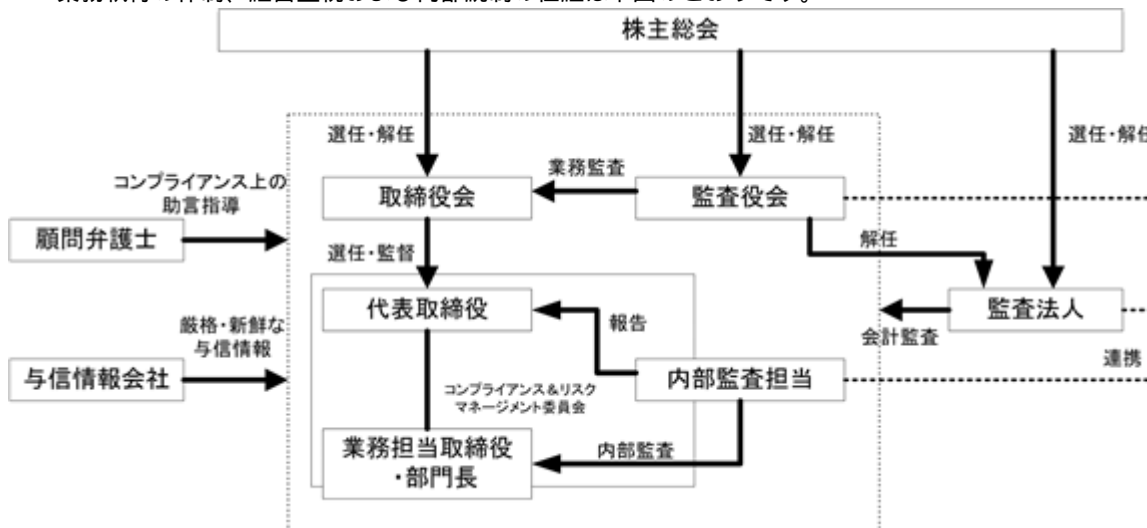 株主総会
選任・解任
選任・解任
選任・解任
業務監査
コンプライアンス上の
助言指導
取締役会
監査役会
顧問弁護士
解任
選任・監督
代表取締役
監査法人
報告
厳格・新鮮な
与信情報
会計監査
連携
与信情報会社
内部監査担当
コンプライアンス&リスク
マネージメント委員会
業務担当取締役
・部門長
内部監査